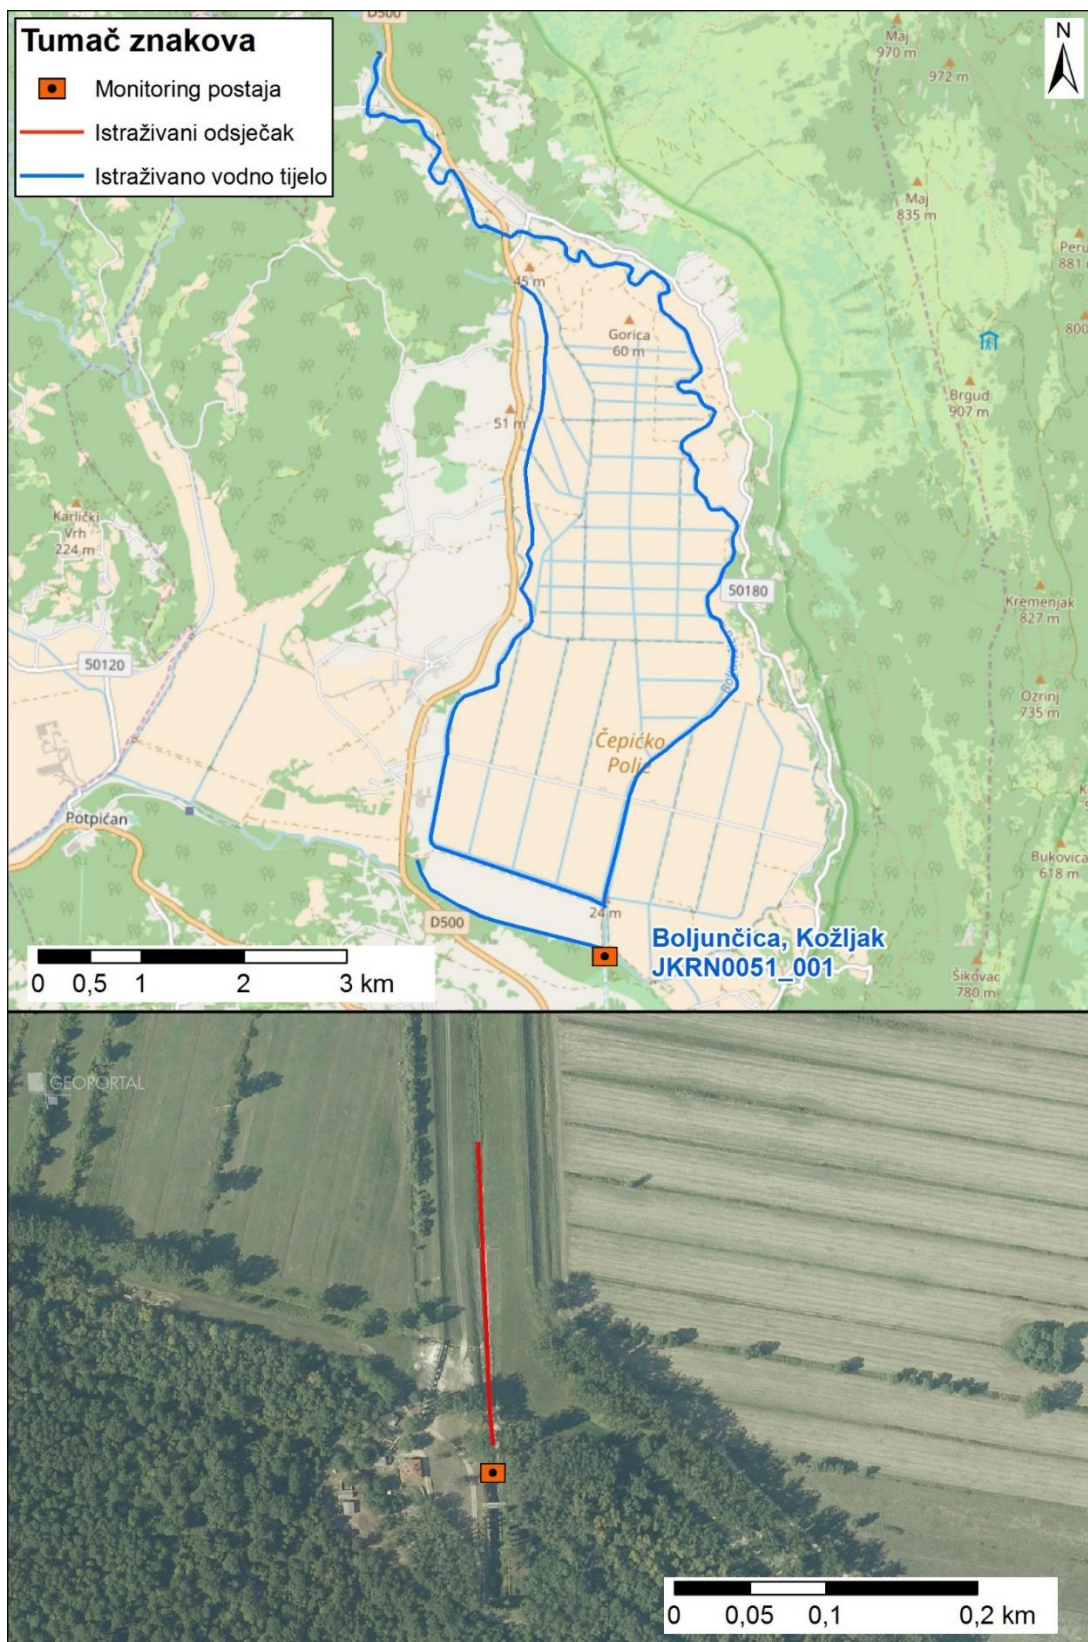 D500
Tumač znakova
Monitoring postaja
Istraživani odsječak
Istraživano vodno tijelo
N
Maj
970 m
972 m
Maj
835 m
881
800
45 m
Gorica
60 m
Brgud
907 m
51 m
Karlički
Vrh
224 m
50180
Kremenjak
827 m
50120
Ozrinj
735 m
Čepićko
Polje
Potpićan
Bukovica
618 m
24 m
D500
Boljunčica, Kožljak
JKRN0051_001
Šikovac
780 m
0 0,5 1 2 3 km
GEOPORTAL
0 0,05 0,1 0,2 km